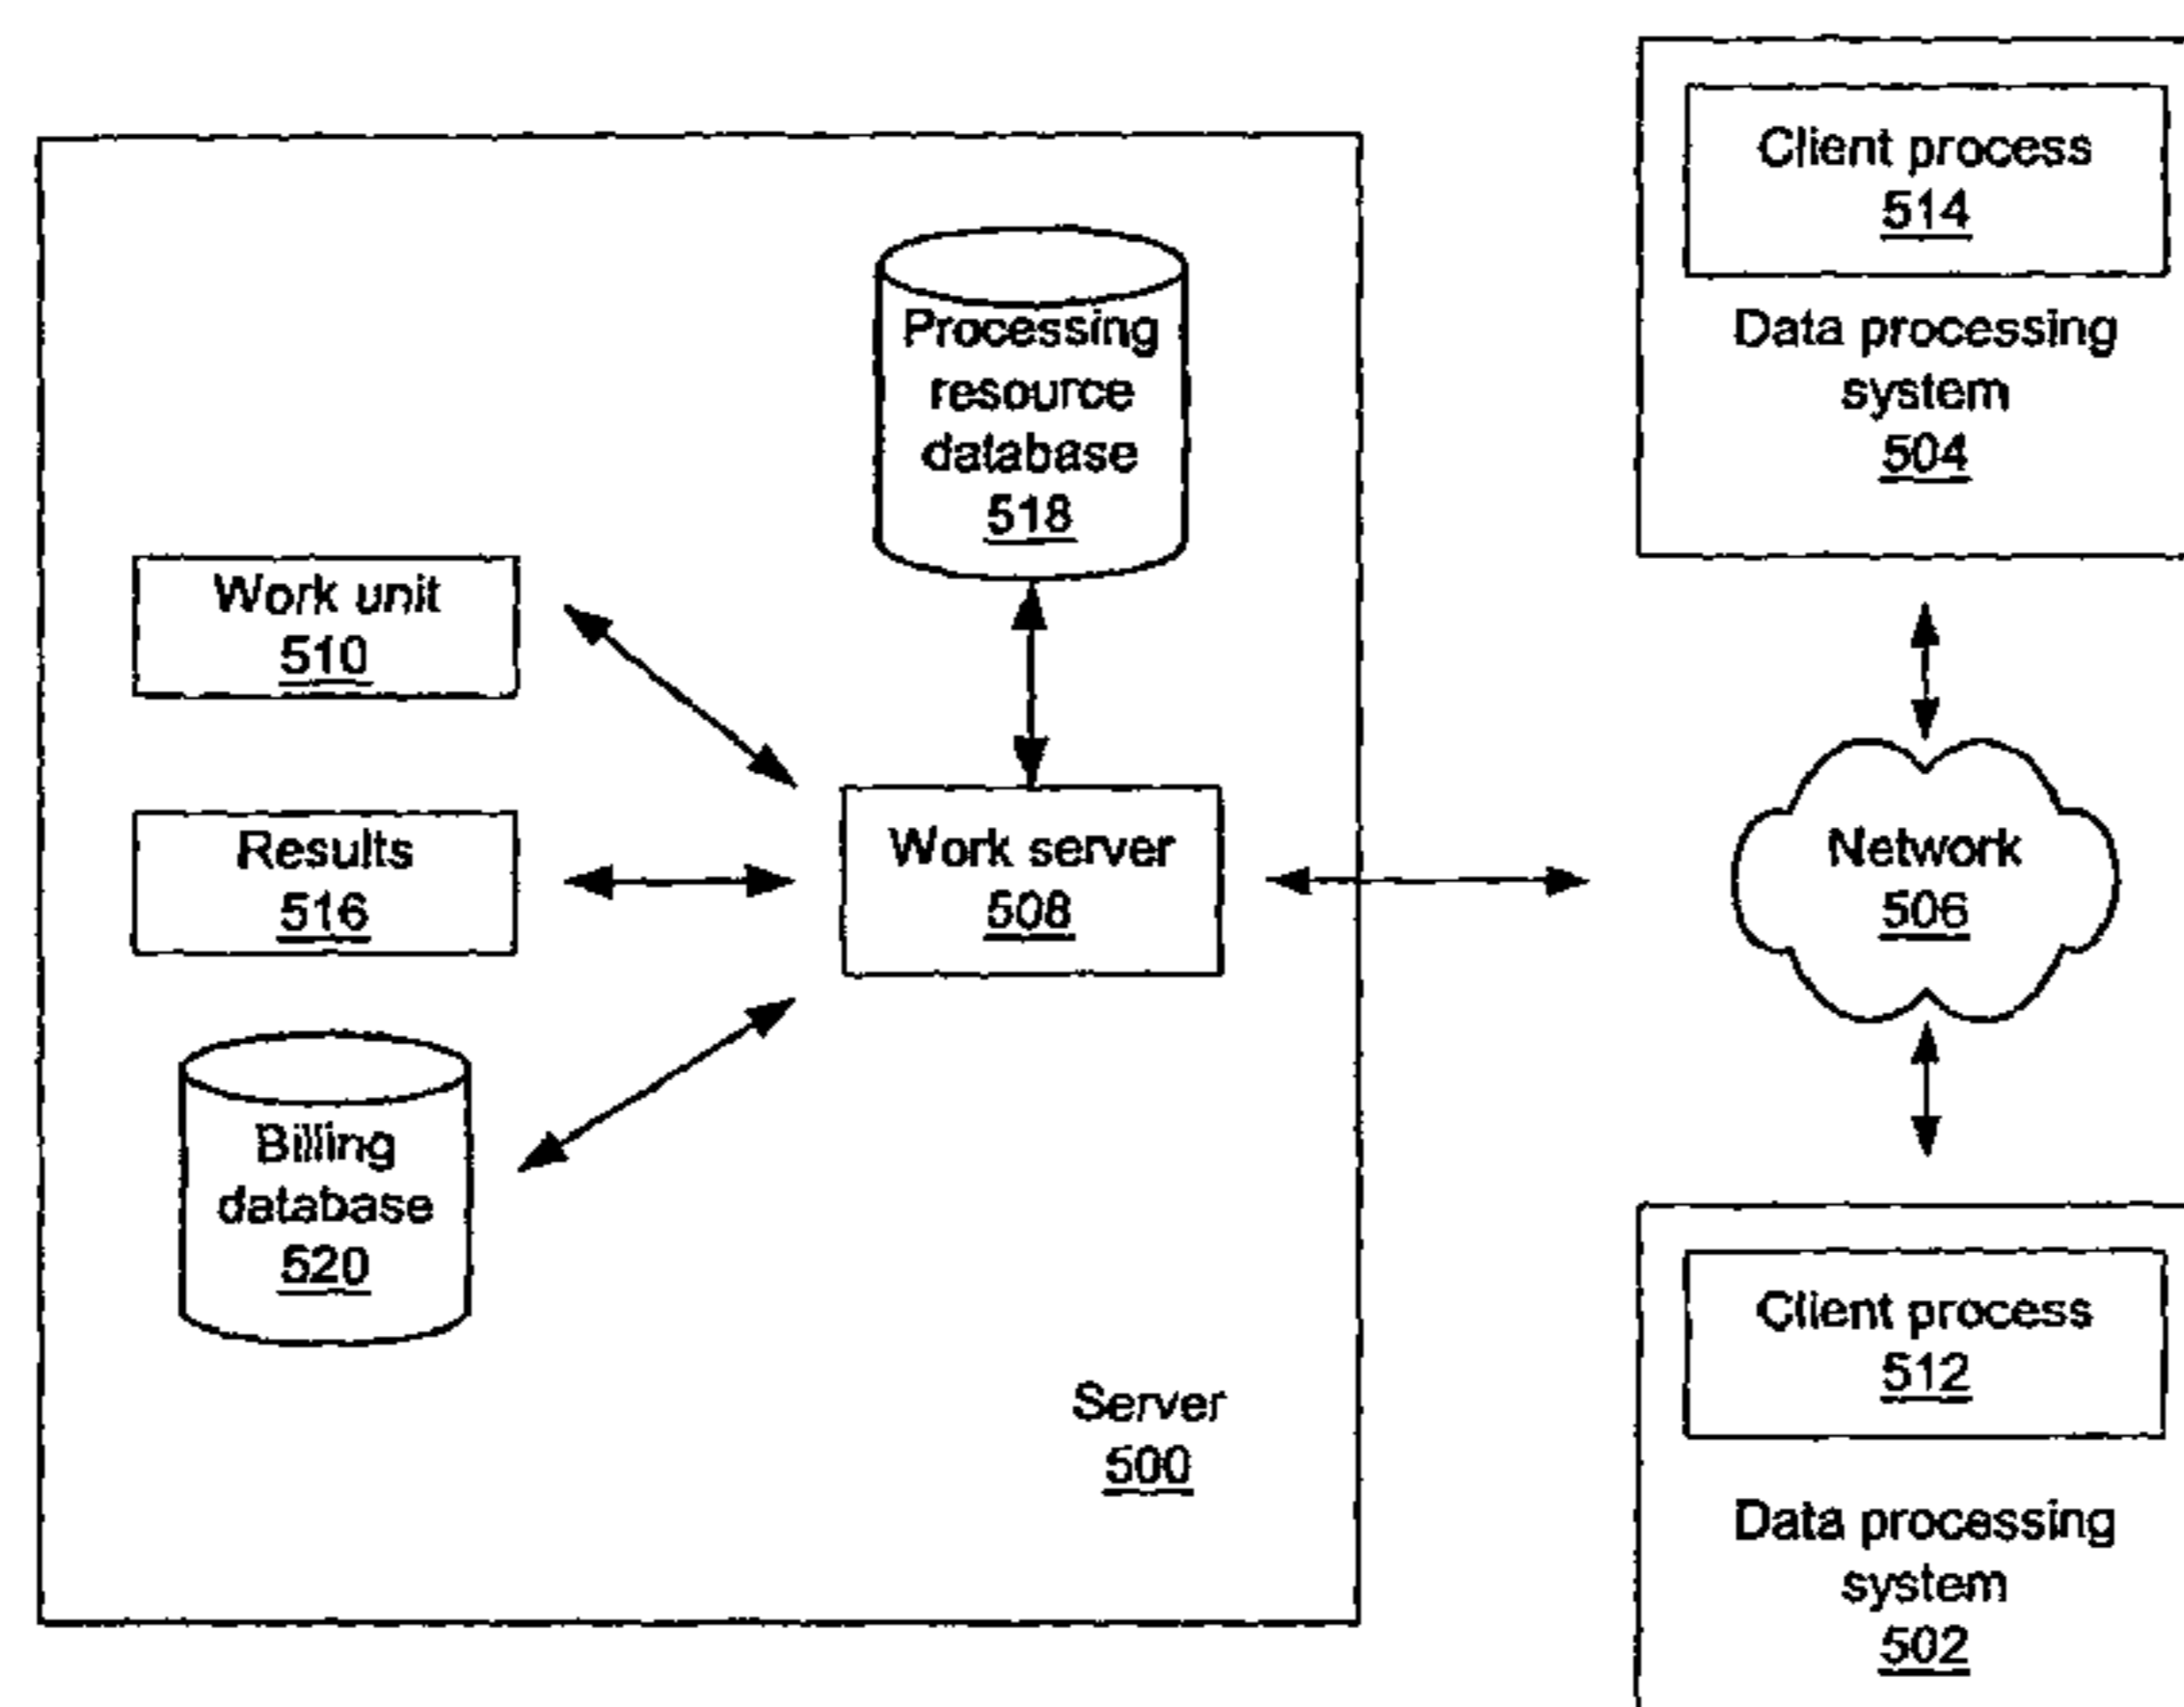 Processing
resource
database
518
Work unit
510
Results
516
Work server
508
Billing
database
520
Server
500
Client process
514
Data processing
system
504
Network
506
Client process
512
Data processing
system
502